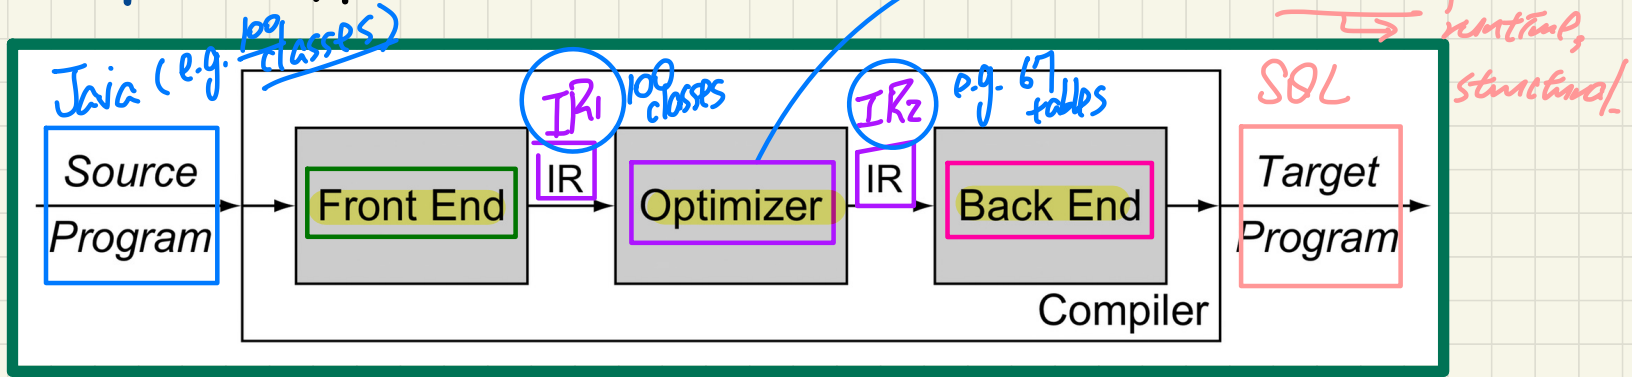 Java (e.g. 100 classes)
IR1
100 classes
IR2
e.g. 67 tables
SQL
runtime,
structural
Source
Program
Front End
IR
Optimizer
IR
Back End
Target
Program
Compiler